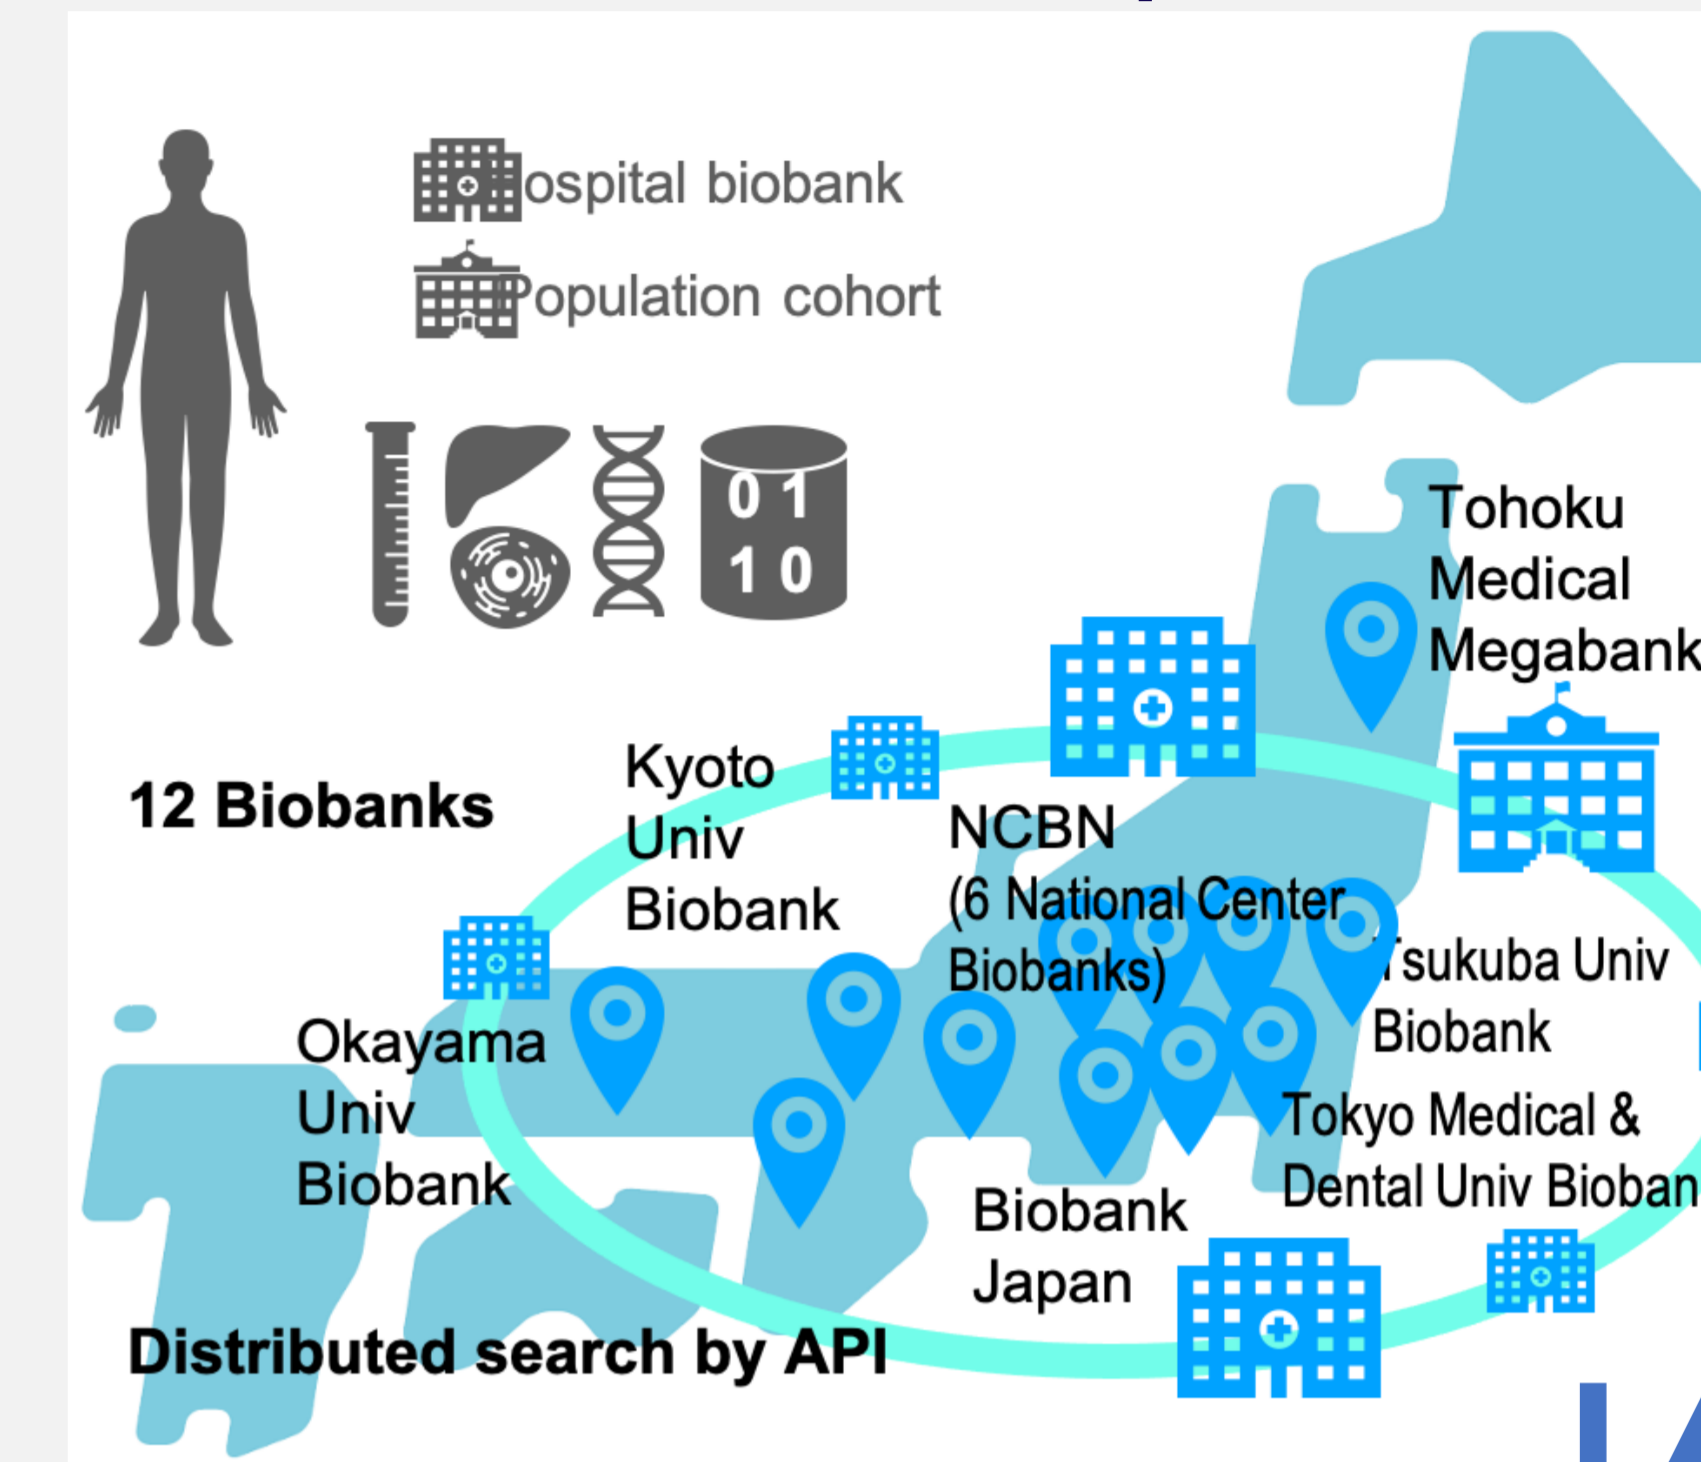 ospital biobank
Population cohort
0 1
1 0
Tohoku
Medical
Megabank
12 Biobanks
Kyoto
Univ
Biobank
NCBN
(6 National Center
Biobanks)
Tsukuba Univ
Biobank
Okayama
Univ
Biobank
Tokyo Medical &
Dental Univ Bioban
Biobank
Japan
Distributed search by API